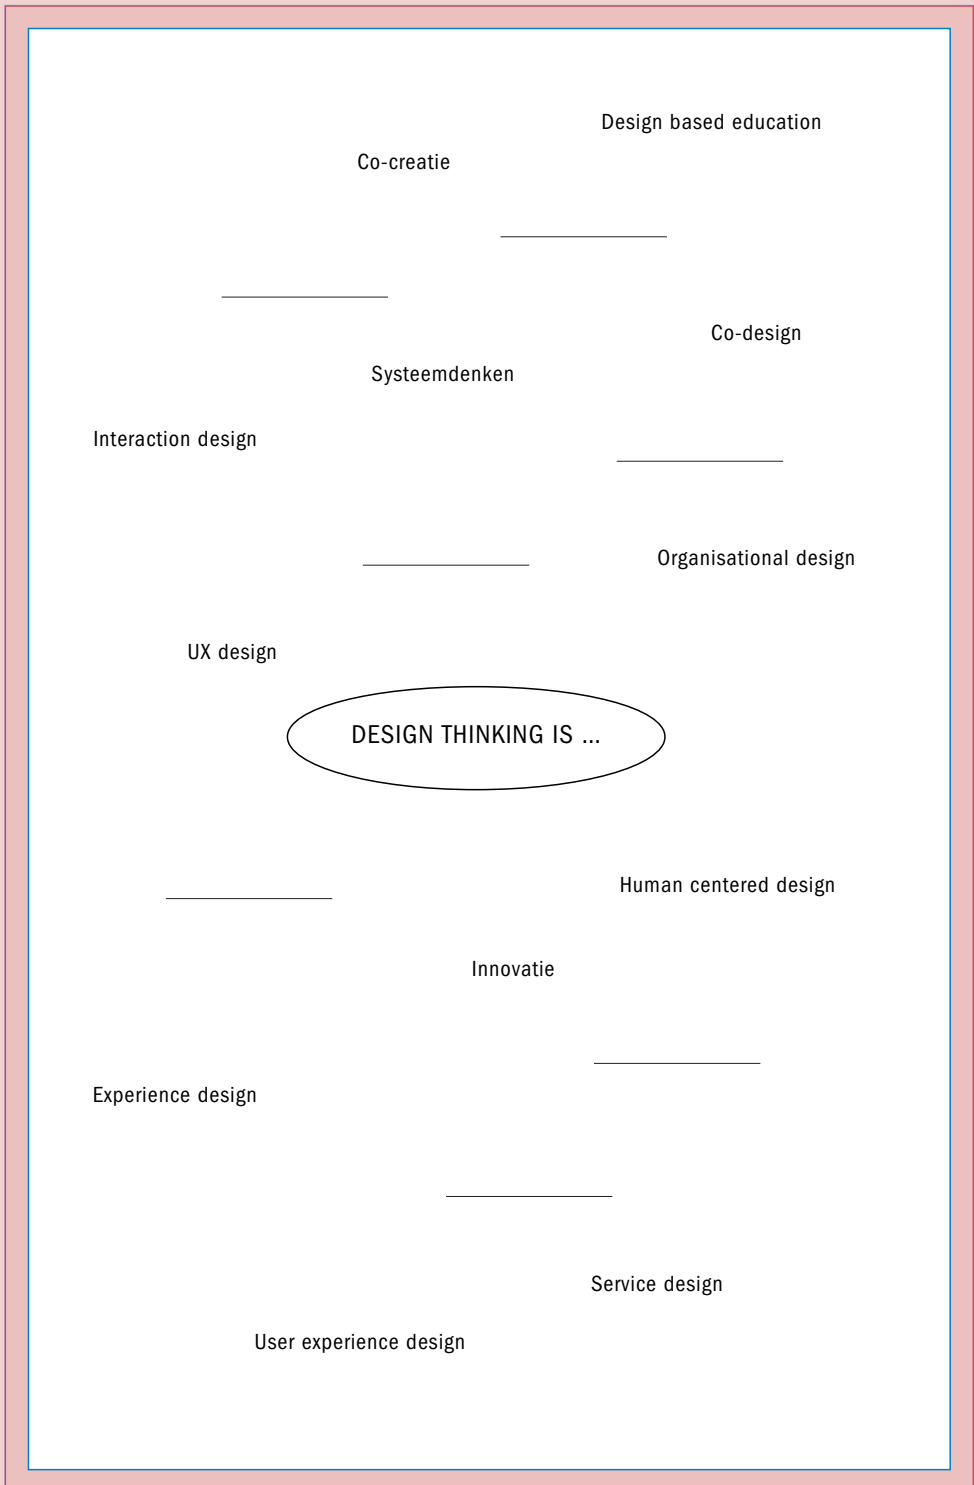 Design based education
Co-creatie
Co-design
Systeemdenken
Interaction design
Organisational design
UX design
DESIGN THINKING IS ...
Human centered design
Innovatie
Experience design
Service design
User experience design